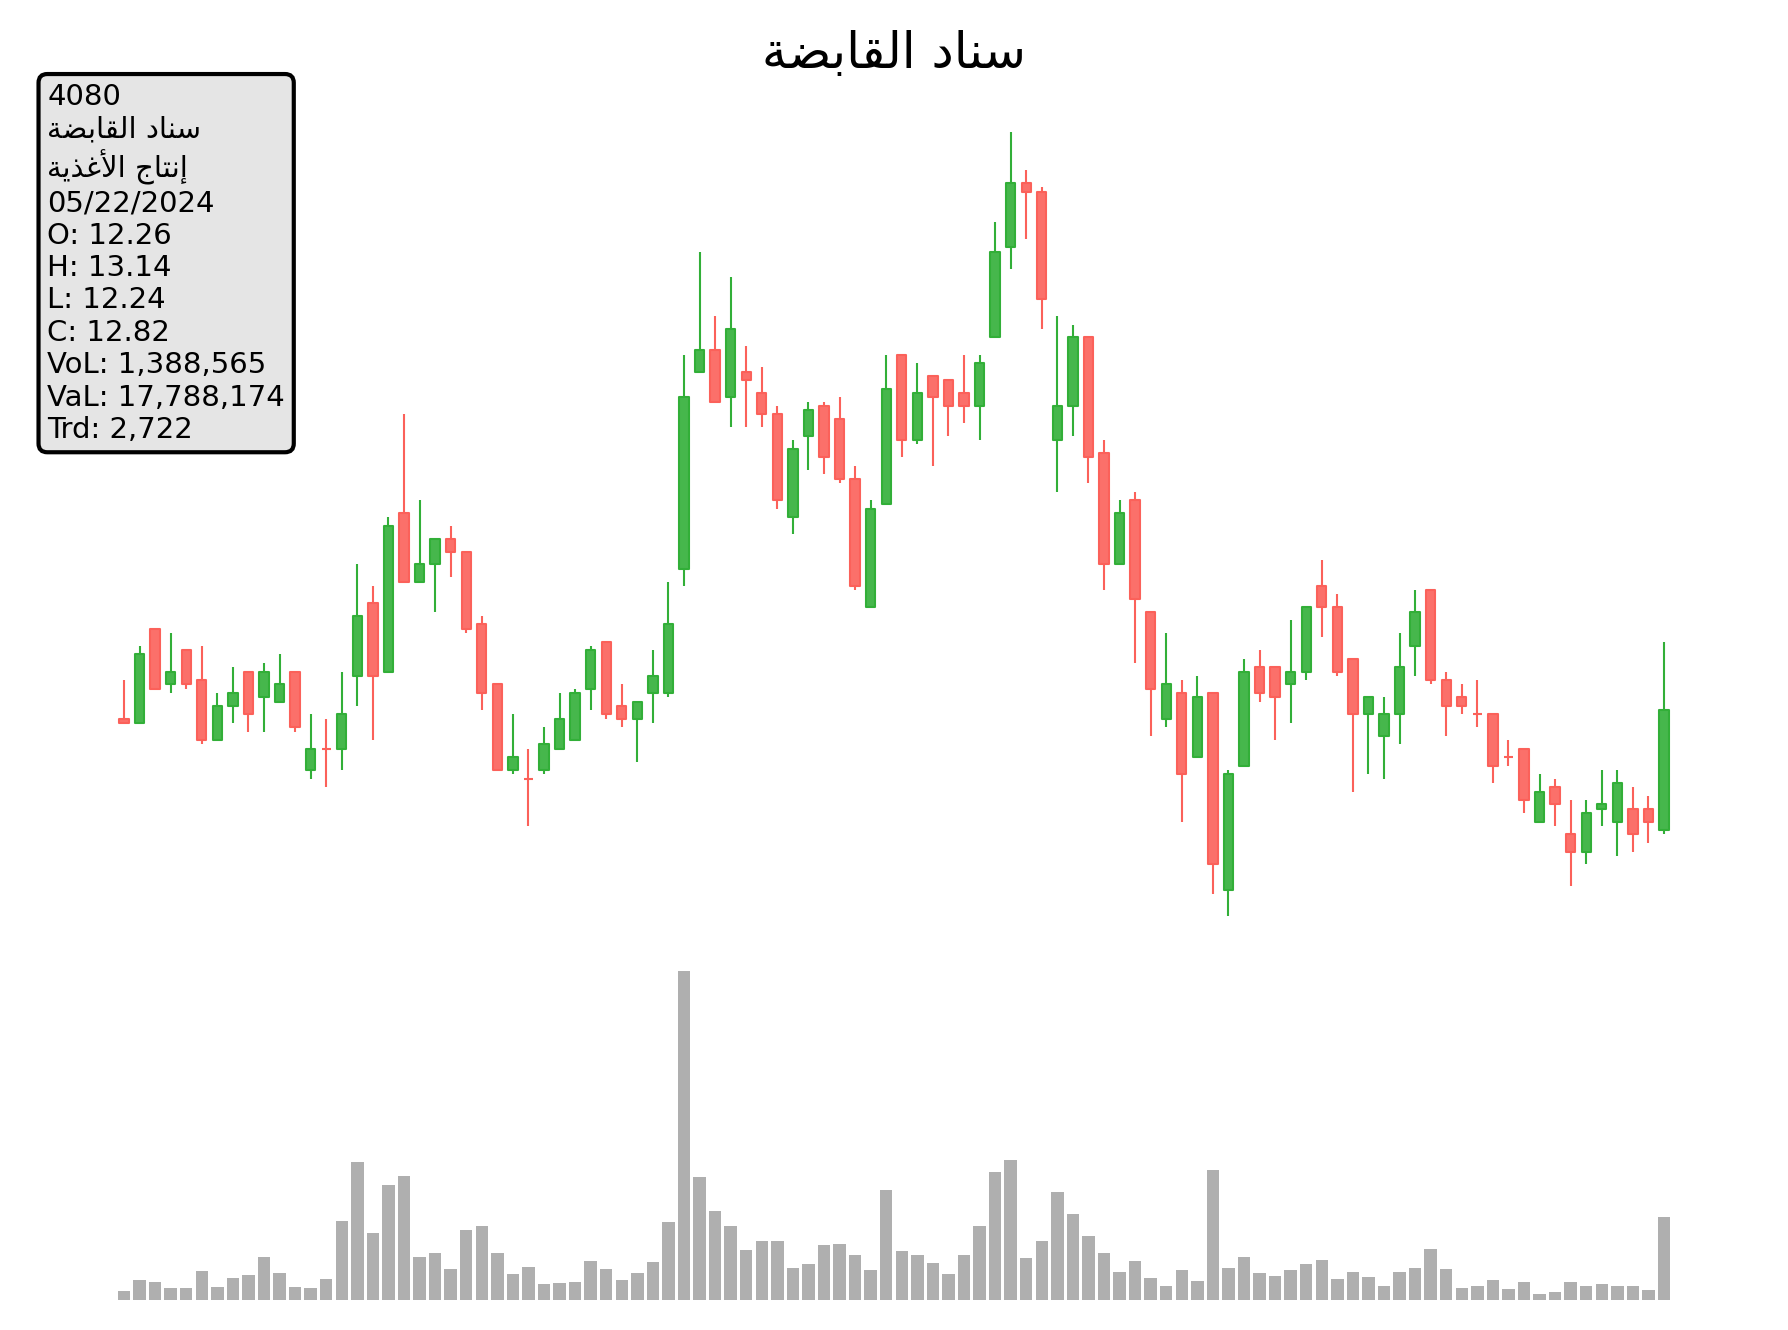 سناد القابضة
4080
سناد القابضة
إنتاج الأغذية
05/22/2024
O: 12.26
H: 13.14
L: 12.24
C: 12.82
VoL: 1,388,565
VaL: 17,788,174
Trd: 2,722